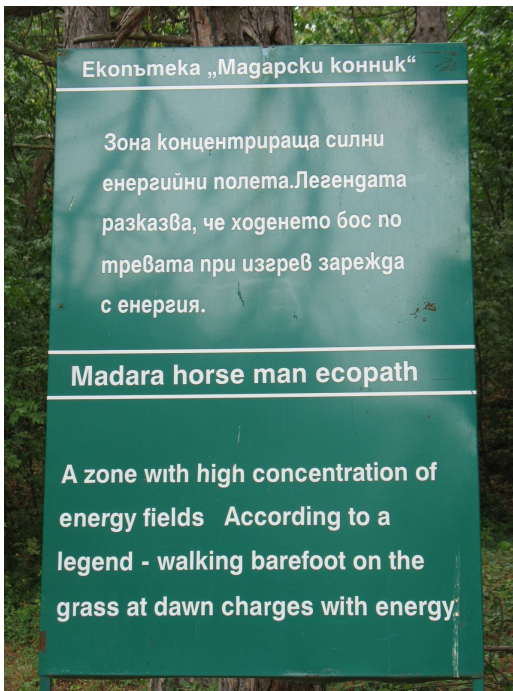 Екопътека „Мадарски конник“
Зона концентрираща силни
енергийни полета.Легендата
разказва, че ходенето бос по
тревата при изгрев зарежда
с енергия.
Madara horse man ecopath
A zone with high concentration of
energy fields According to a
legend - walking barefoot on the
grass at dawn charges with energy.